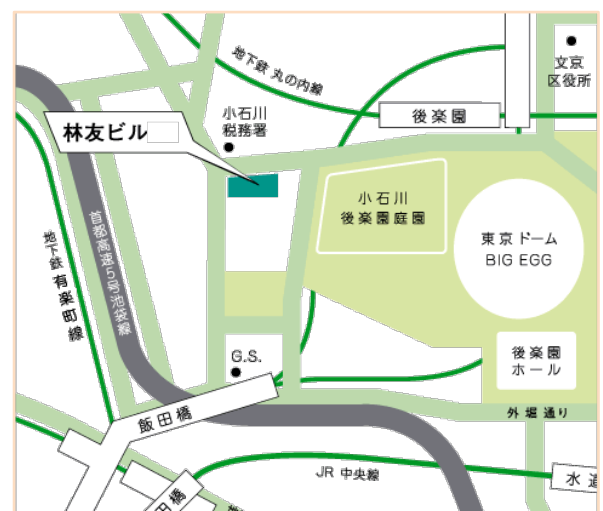 地下鉄 丸の内線
文京
区役所
後楽園
小石川
税務署
林友ビル
小石川
後楽園庭園
東京ドーム
BIG EGG
首都高速5号池袋線
地下鉄 有楽町線
後楽園
ホール
G.S.
飯田橋
外堀通り
JR 中央線
水道
田橋
地